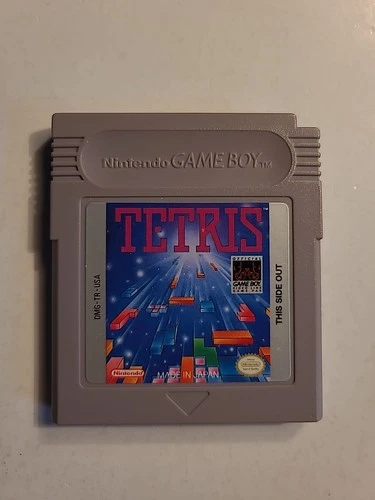 Nintendo GAME BOY TM
TETRIS
DMG-TR-USA
OFFICIAL
GAME BOY
THIS SIDE OUT
Nintendo
MADE IN JAPAN